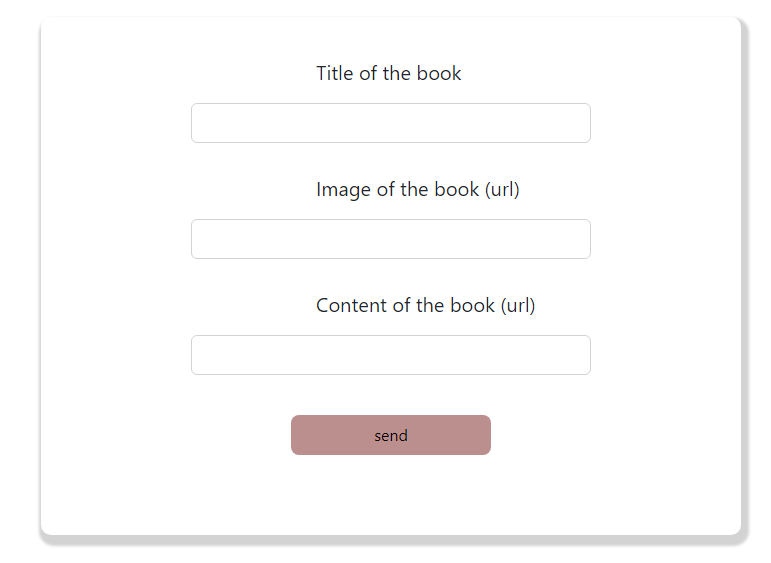 Title of the book
Image of the book (url)
Content of the book (url)
send